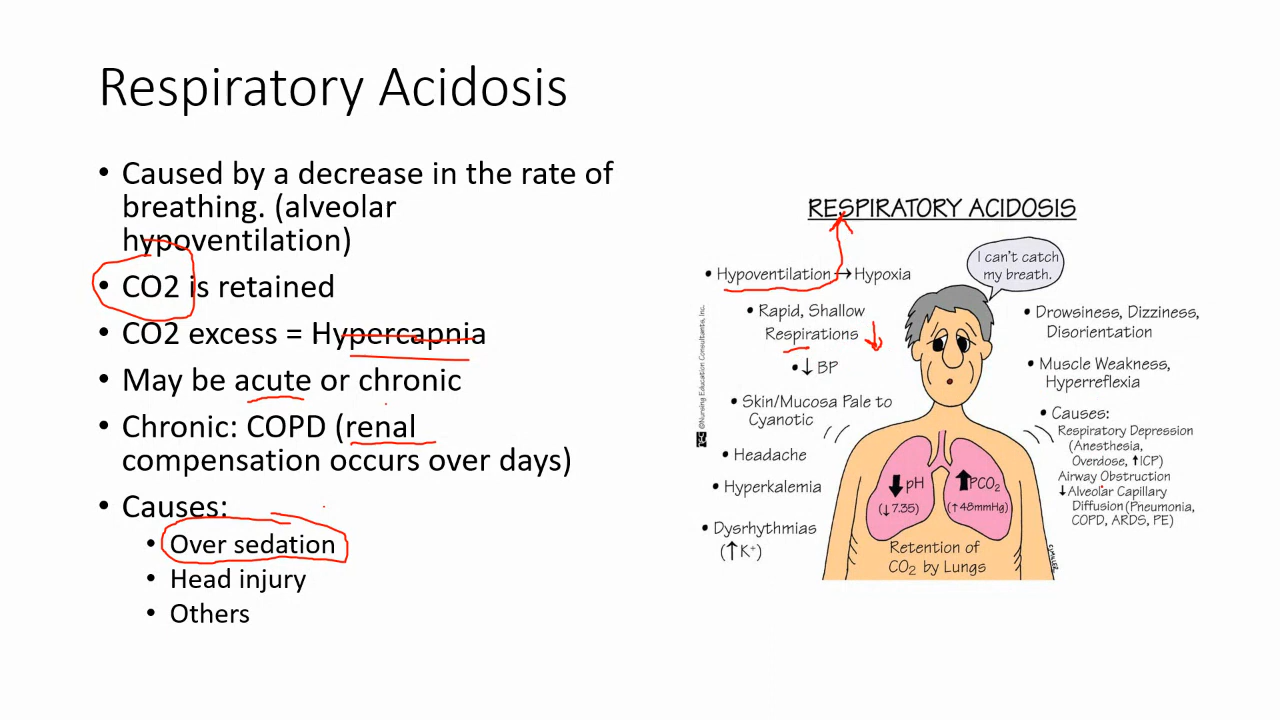 Respiratory Acidosis
• Caused by a decrease in the rate of
breathing. (alveolar
hypoventilation)
• CO2 is retained
• CO2 excess = Hypercapnia
• May be acute or chronic
• Chronic: COPD (renal
compensation occurs over days)
• Causes:
• Over sedation
• Head injury
• Others
RESPIRATORY ACIDOSIS
I can't catch
my breath.
• Hypoventilation → Hypoxia
• Rapid, Shallow
Respirations
• ↓ BP
• Skin/Mucosa Pale to
Cyanotic
• Headache
• Hyperkalemia
• Dysrhythmias
(↑K⁺)
©Nursing Education Consultants, Inc.
• Drowsiness, Dizziness,
Disorientation
• Muscle Weakness,
Hyperreflexia
• Causes:
Respiratory Depression
(Anesthesia,
Overdose, ↑ICP)
Airway Obstruction
↓Alveolar Capillary
Diffusion (Pneumonia,
COPD, ARDS, PE)
↓pH
(↓7.35)
↑PCO₂
(↑48mmHg)
Retention of
CO₂ by Lungs